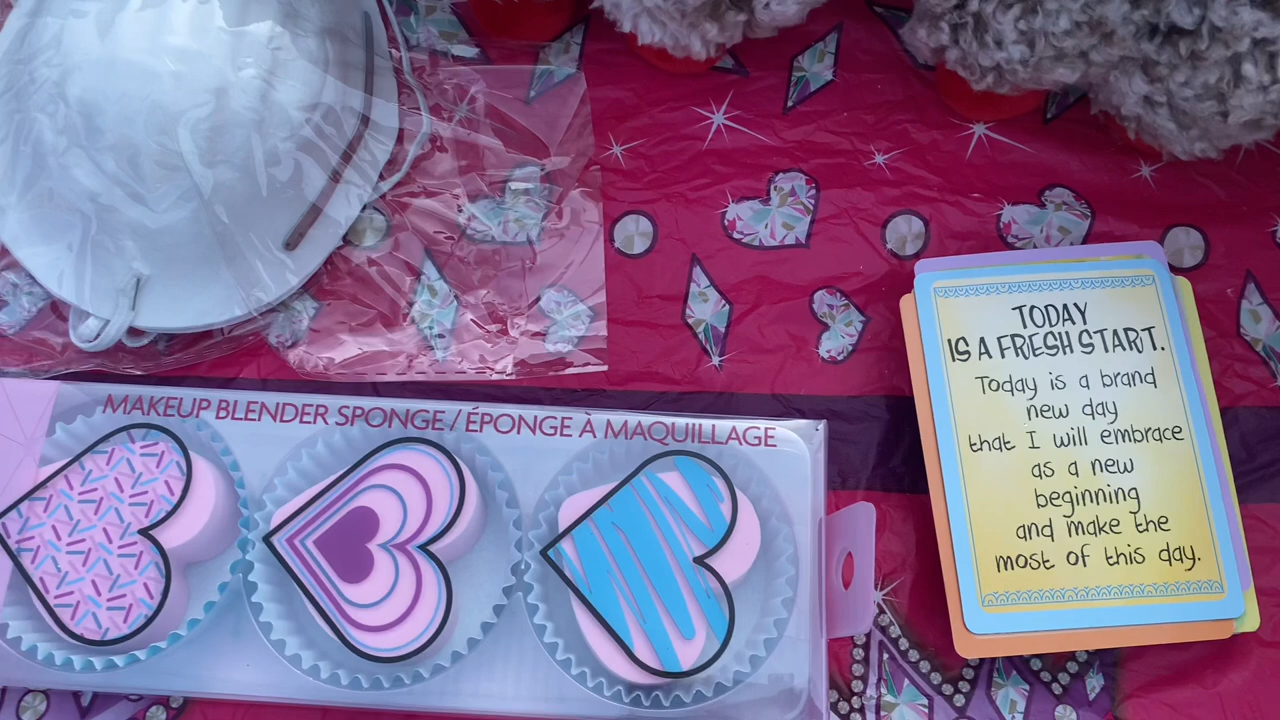 MAKEUP BLENDER SPONGE / ÉPONGE À MAQUILLAGE
TODAY
IS A FRESH START.
Today is a brand
new day
that I will embrace
as a new
beginning
and make the
most of this day.